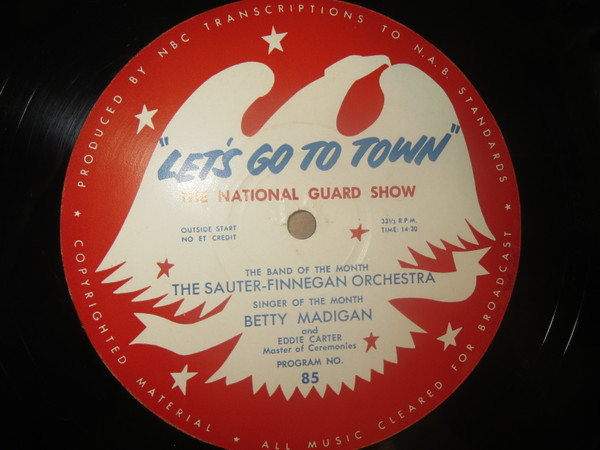 PRODUCED BY NBC TRANSCRIPTIONS TO N.A.B. STANDARDS
"LET'S GO TO TOWN"
THE NATIONAL GUARD SHOW
OUTSIDE START
NO ET CREDIT
33⅓ R.P.M.
TIME: 14:30
THE BAND OF THE MONTH
THE SAUTER-FINNEGAN ORCHESTRA
SINGER OF THE MONTH
BETTY MADIGAN
and
EDDIE CARTER
Master of Ceremonies
PROGRAM NO.
85
COPYRIGHTED MATERIAL ★ ALL MUSIC CLEARED FOR BROADCAST ★